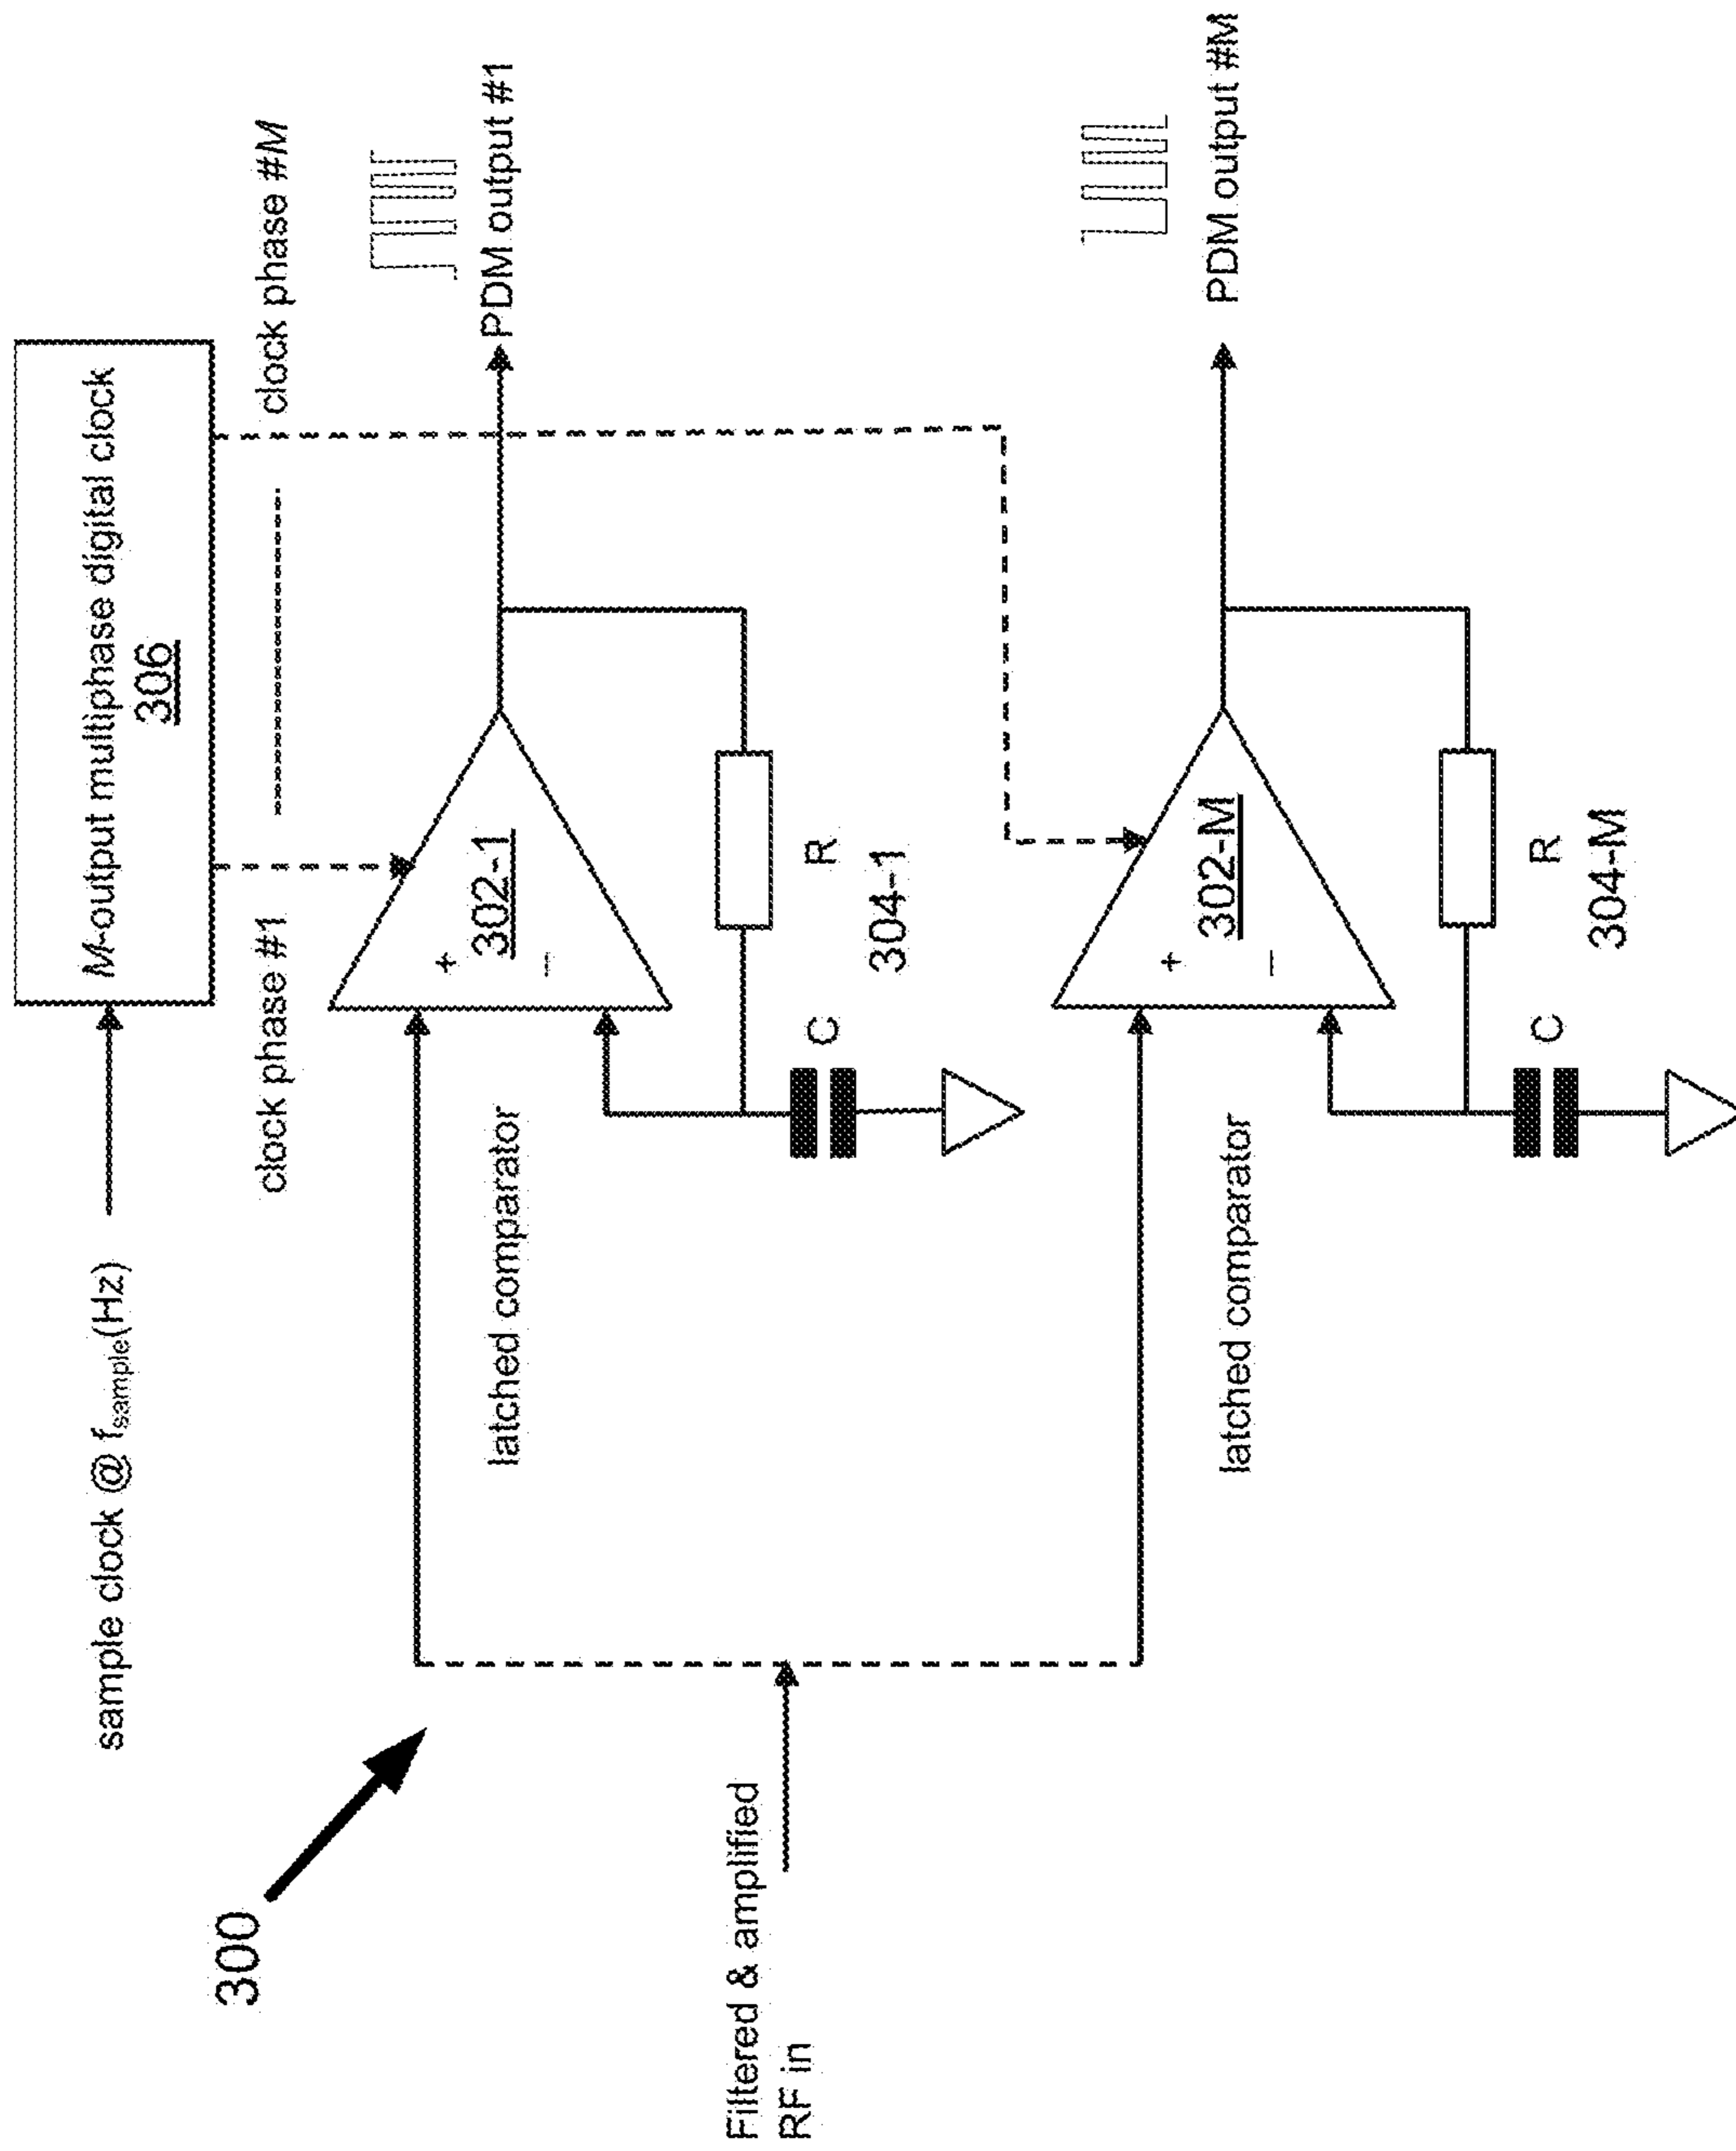 300
sample clock @ fsample(Hz)
M-output multiphase digital clock
306
clock phase #1
clock phase #M
Filtered & amplified
RF in
latched comparator
+
302-1
–
PDM output #1
C
R
304-1
latched comparator
+
302-M
–
PDM output #M
C
R
304-M